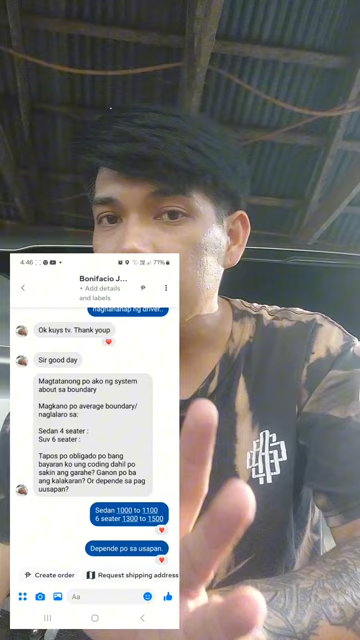 4:46
71%
Bonifacio J...
+ Add details
and labels
naghahanap ng driver..
Ok kuys tv. Thank youp
Sir good day
Magtatanong po ako ng system
about sa boundary
Magkano po average boundary/
naglalaro sa:
Sedan 4 seater :
Suv 6 seater :
Tapos po obligado po bang
bayaran ko ung coding dahil po
sakin ang garahe? Ganon po ba
ang kalakaran? Or depende sa pag
uusapan?
Sedan 1000 to 1100
6 seater 1300 to 1500
Depende po sa usapan.
Create order
Request shipping address
Aa